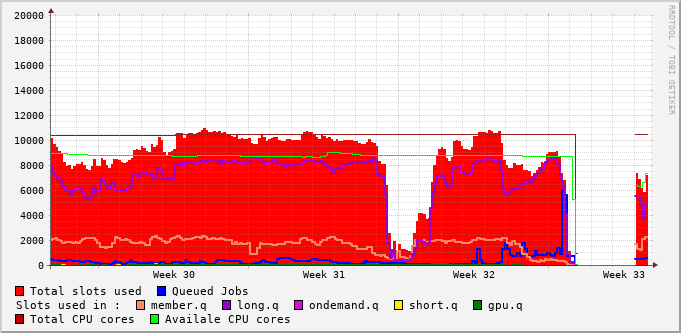 20000
18000
16000
14000
12000
10000
8000
6000
4000
2000
0
Week 30 Week 31 Week 32 Week 33
RRDTOOL / TOBI OETIKER
Total slots used Queued Jobs
Slots used in : member.q long.q ondemand.q short.q gpu.q
Total CPU cores Availale CPU cores